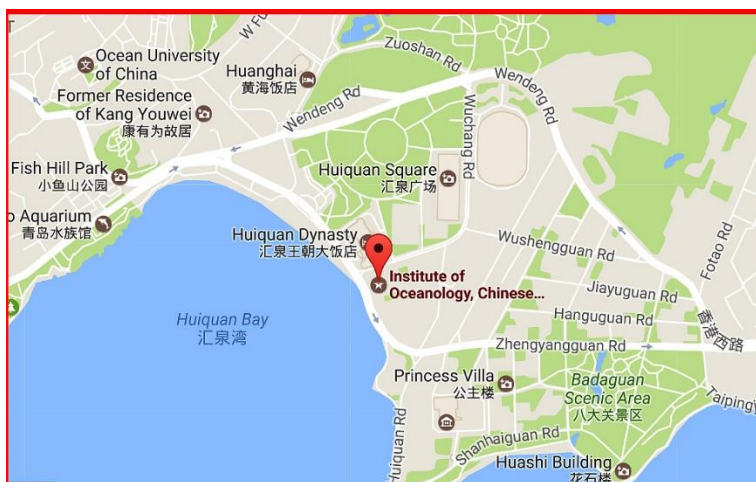 W Fu
Ocean University
of China
Huanghai
黄海饭店
Zuoshan Rd
Wendeng Rd
Former Residence
of Kang Youwei
康有为故居
Wendeng Rd
Wuchang Rd
Fish Hill Park
小鱼山公园
Huiquan Square
汇泉广场
o Aquarium
青岛水族馆
Huiquan Dynasty
汇泉王朝大饭店
Wushengguan Rd
Fotao Rd
Institute of
Oceanology, Chinese...
Jiayuguan Rd
Hanguguan Rd
香港西路
Huiquan Bay
汇泉湾
Zhengyangguan Rd
Princess Villa
公主楼
Badaguan
Scenic Area
八大关景区
Taiping
Huiquan Rd
Shanhaiguan Rd
Huashi Building
花石楼
文